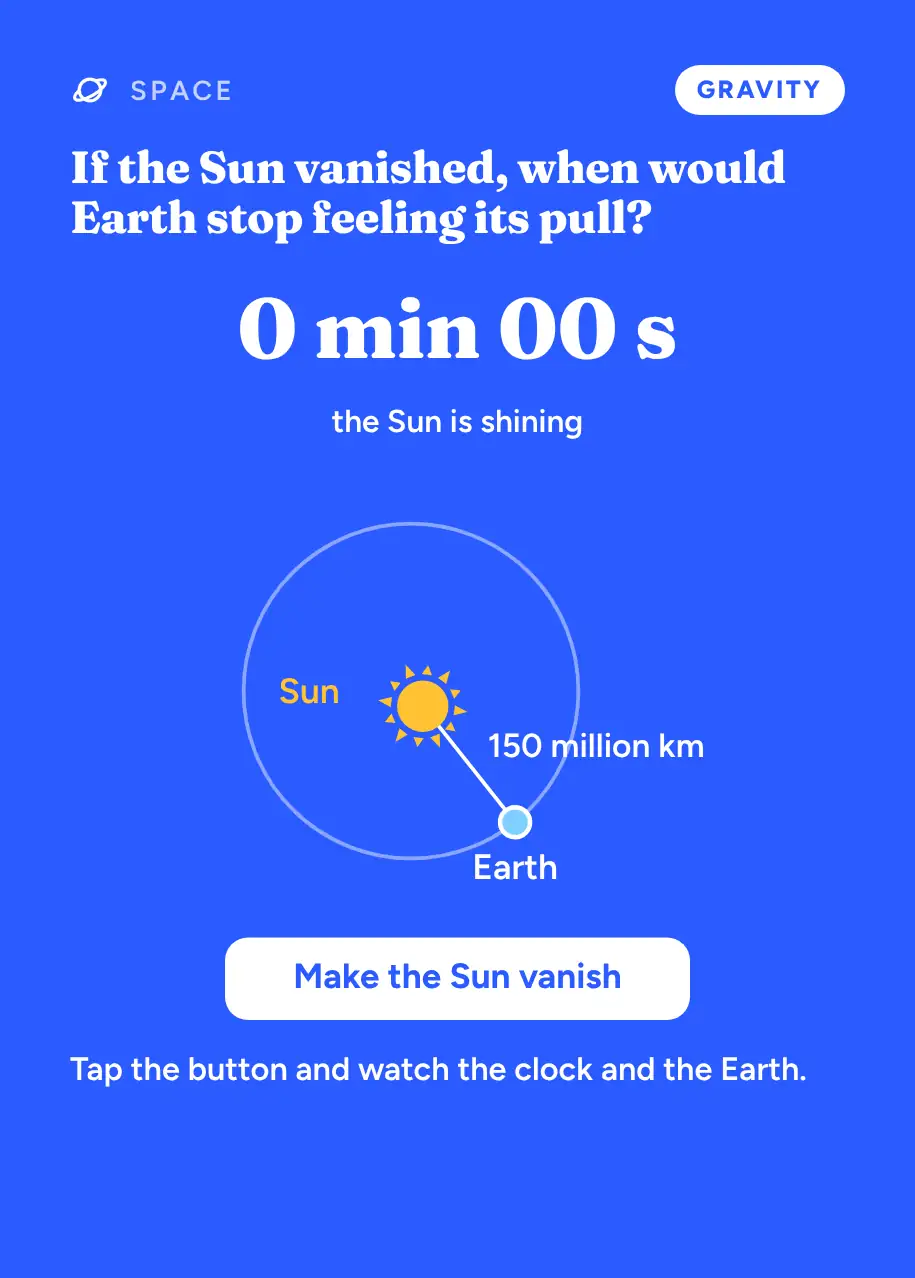 SPACE
GRAVITY
If the Sun vanished, when would
Earth stop feeling its pull?
0 min 00 s
the Sun is shining
Sun
150 million km
Earth
Make the Sun vanish
Tap the button and watch the clock and the Earth.